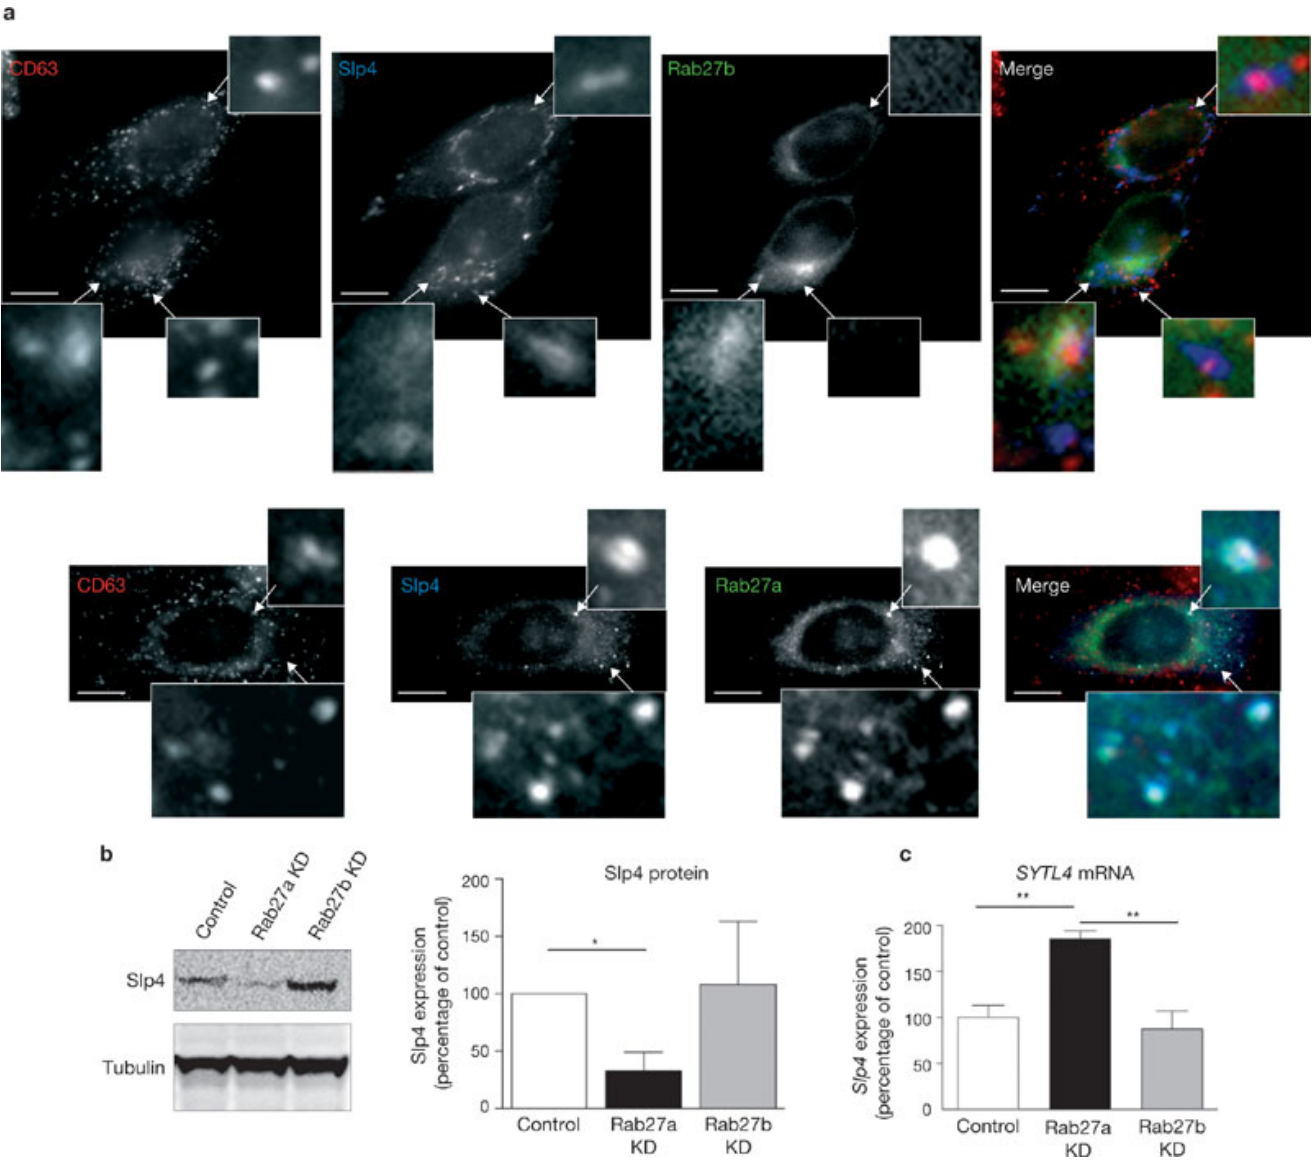 a
CD63 Slp4 Rab27b Merge
CD63 Slp4 Rab27a Merge
b
Control Rab27a KD Rab27b KD
Slp4
Tubulin
Slp4 protein
Slp4 expression
(percentage of control)
200
150
100
50
0
*
Control Rab27a Rab27b
KD KD
c
SYTL4 mRNA
Slp4 expression
(percentage of control)
200
150
100
50
0
** **
Control Rab27a Rab27b
KD KD